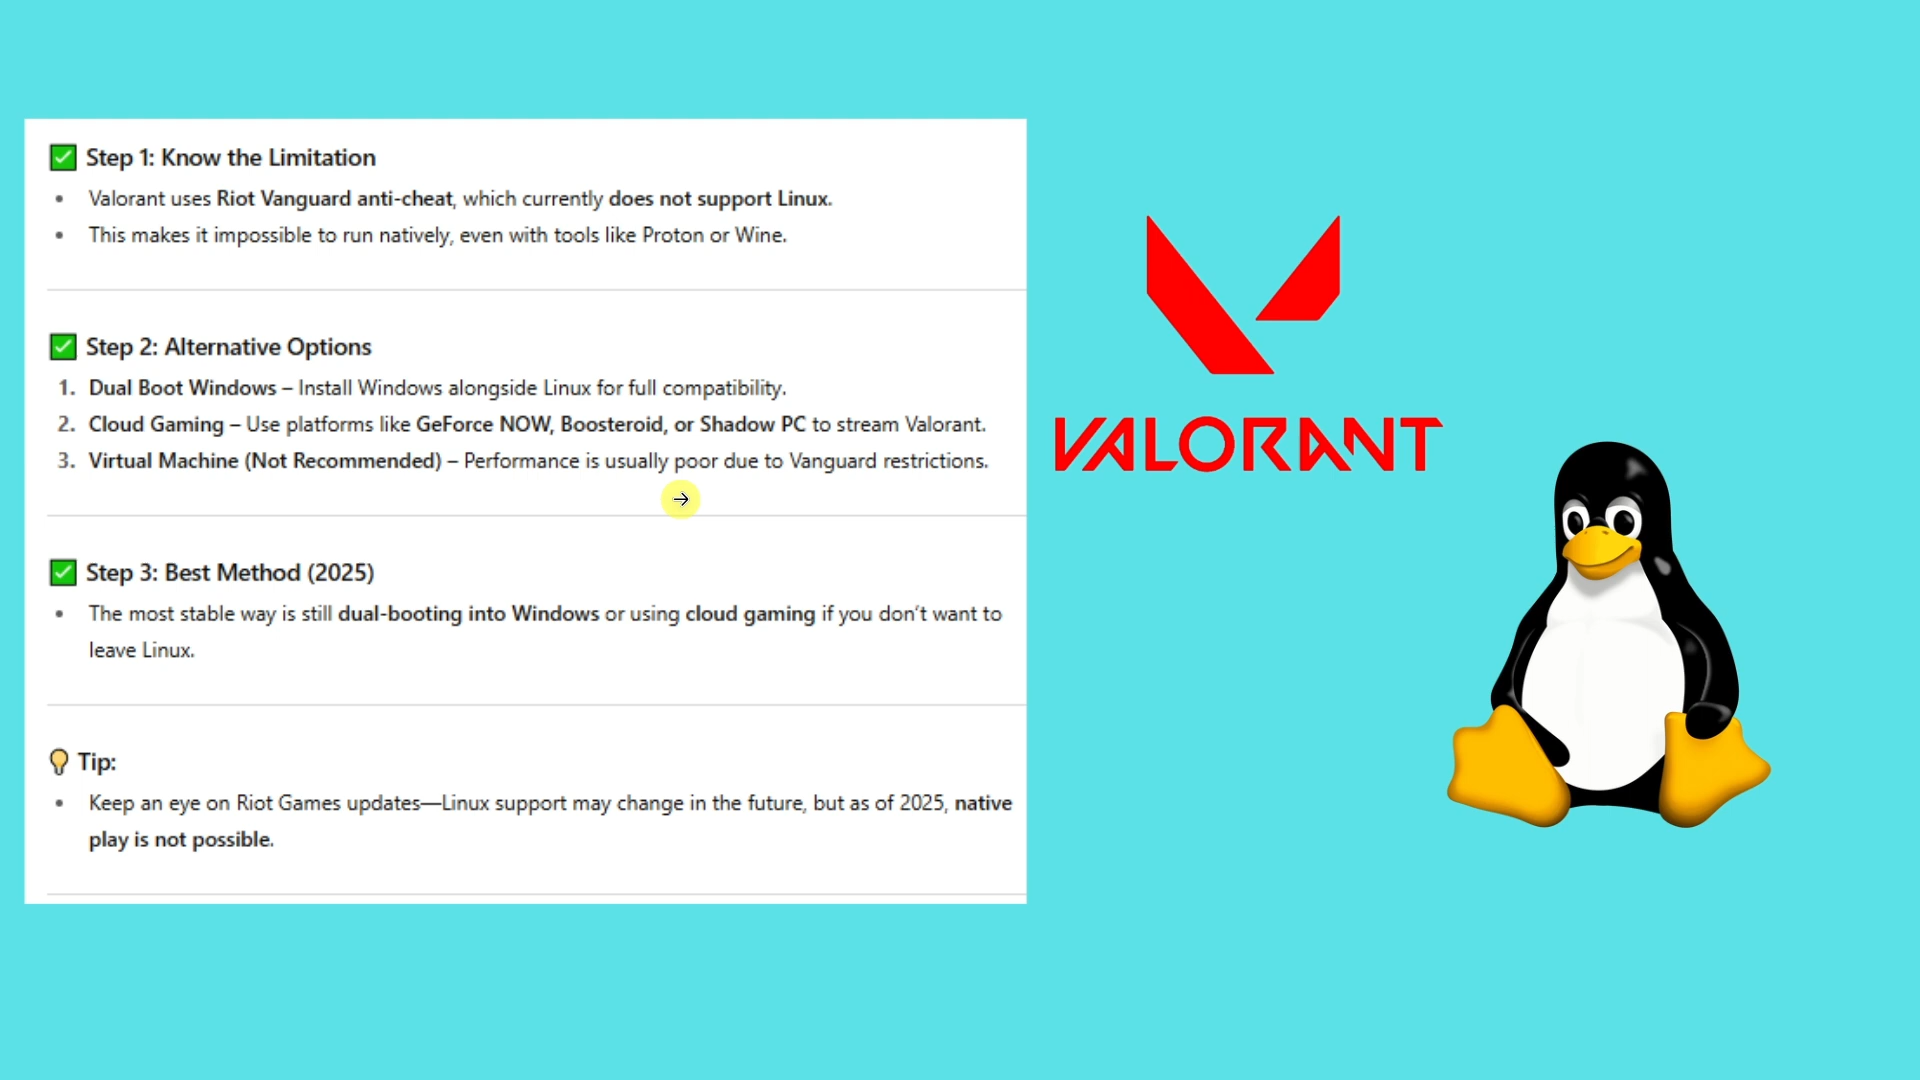 Step 1: Know the Limitation
• Valorant uses Riot Vanguard anti-cheat, which currently does not support Linux.
• This makes it impossible to run natively, even with tools like Proton or Wine.
Step 2: Alternative Options
1. Dual Boot Windows – Install Windows alongside Linux for full compatibility.
2. Cloud Gaming – Use platforms like GeForce NOW, Boosteroid, or Shadow PC to stream Valorant.
3. Virtual Machine (Not Recommended) – Performance is usually poor due to Vanguard restrictions.
Step 3: Best Method (2025)
• The most stable way is still dual-booting into Windows or using cloud gaming if you don’t want to
leave Linux.
Tip:
• Keep an eye on Riot Games updates—Linux support may change in the future, but as of 2025, native
play is not possible.
VALORANT